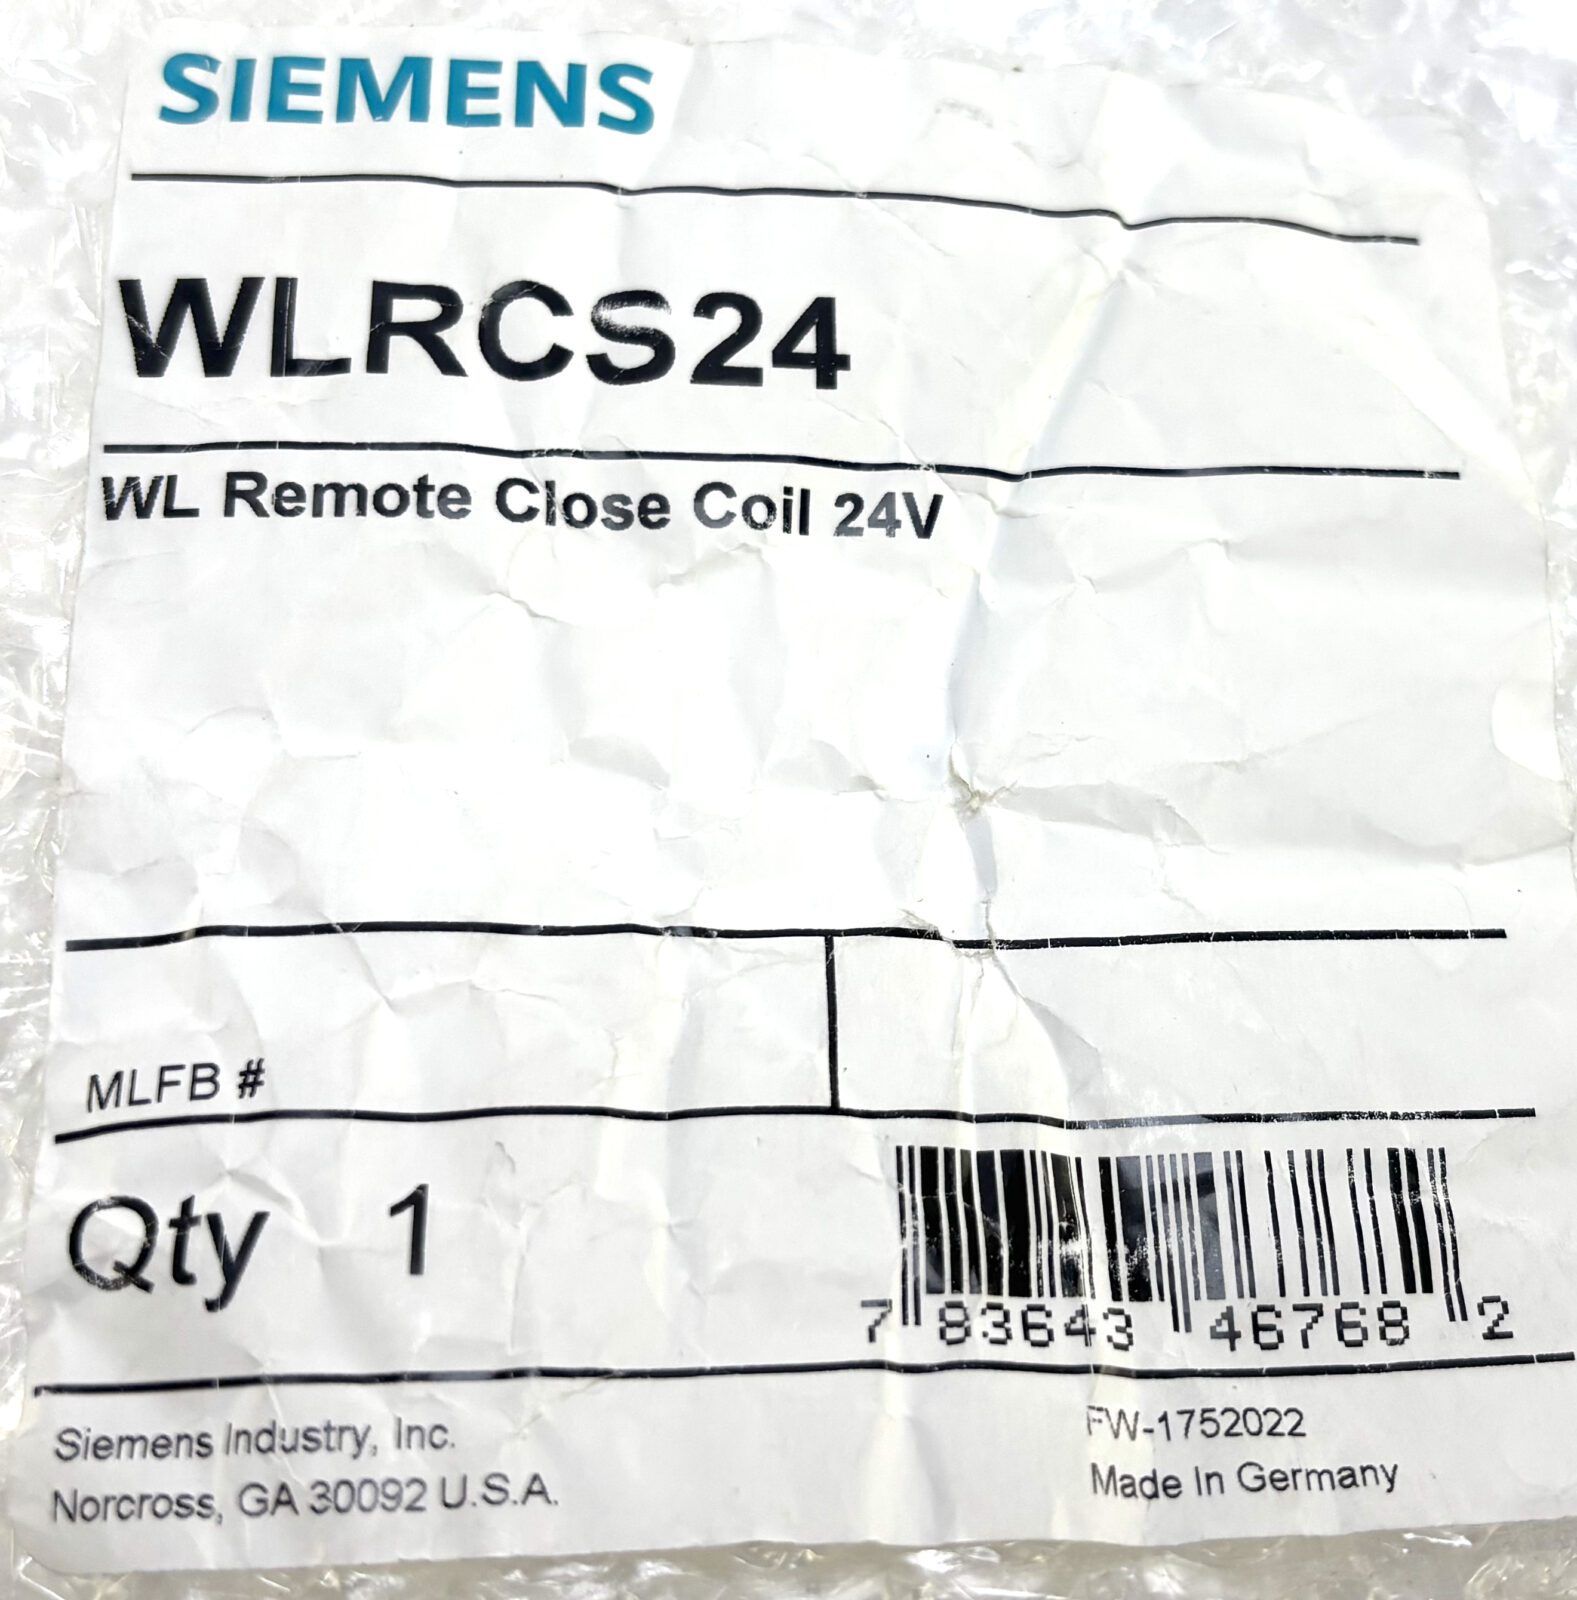 SIEMENS
WLRCS24
WL Remote Close Coil 24V
MLFB #
Qty 1
7 83643 46768 2
Siemens Industry, Inc.
Norcross, GA 30092 U.S.A.
FW-1752022
Made In Germany